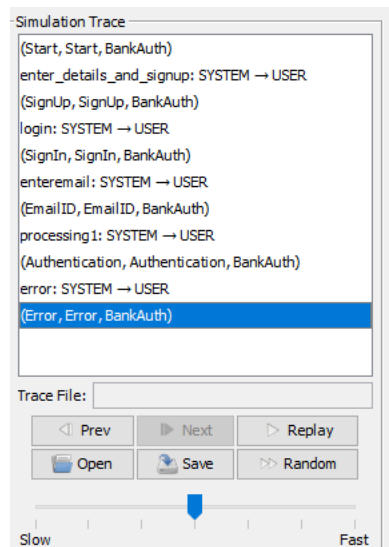 Simulation Trace
(Start, Start, BankAuth)
enter_details_and_signup: SYSTEM → USER
(SignUp, SignUp, BankAuth)
login: SYSTEM → USER
(SignIn, SignIn, BankAuth)
enteremail: SYSTEM → USER
(EmailID, EmailID, BankAuth)
processing1: SYSTEM → USER
(Authentication, Authentication, BankAuth)
error: SYSTEM → USER
(Error, Error, BankAuth)
Trace File:
Prev Next Replay
Open Save Random
Slow Fast